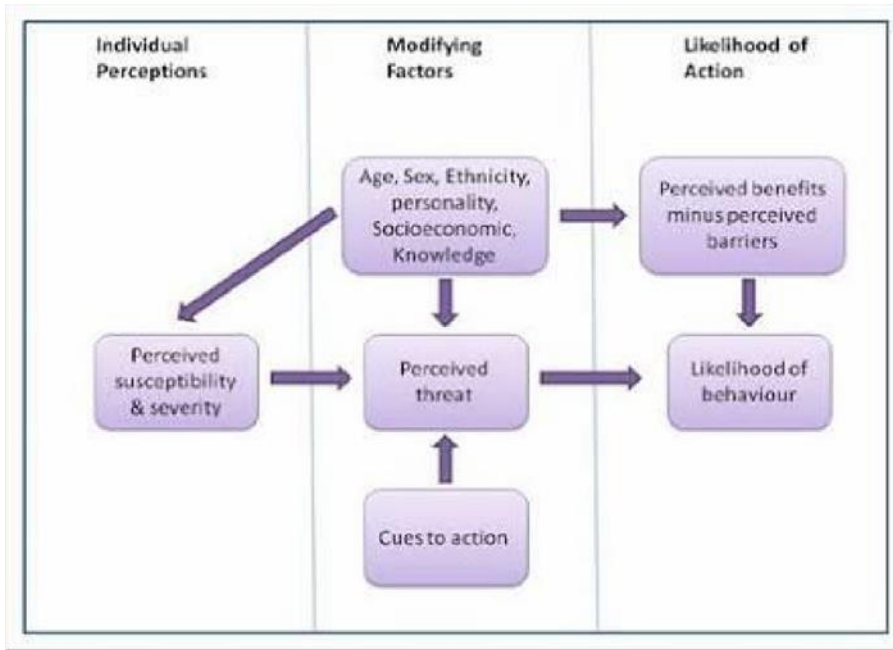 Individual
Perceptions
Modifying
Factors
Likelihood of
Action
Age, Sex, Ethnicity,
personality,
Socioeconomic,
Knowledge
Perceived benefits
minus perceived
barriers
Perceived
susceptibility
& severity
Perceived
threat
Likelihood of
behaviour
Cues to action